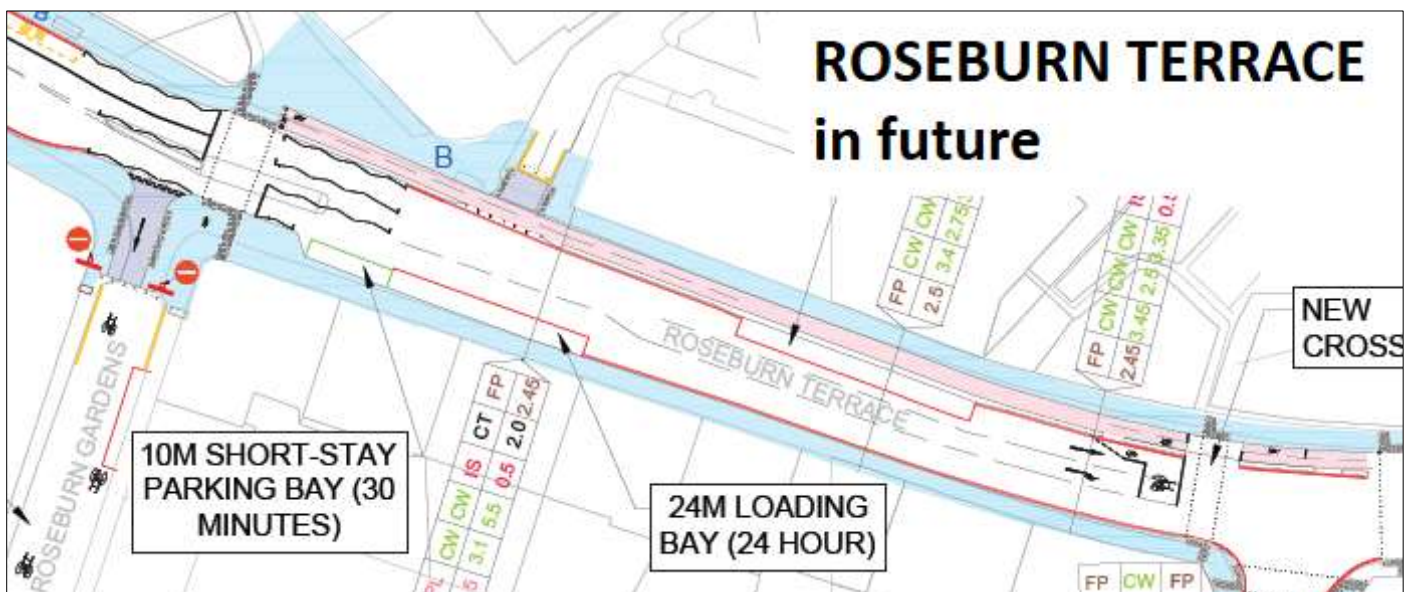 ROSEBURN TERRACE
in future
B
B
FP CW CW
2.5 3.4 2.75
FP CW CW CW
2.45 3.45 2.5 3.35 0.5
NEW
CROSS
ROSEBURN TERRACE
ROSEBURN GARDENS
10M SHORT-STAY
PARKING BAY (30
MINUTES)
CW CW IS CT FP
3.1 5.5 0.5 2.0 2.45
24M LOADING
BAY (24 HOUR)
FP CW FP